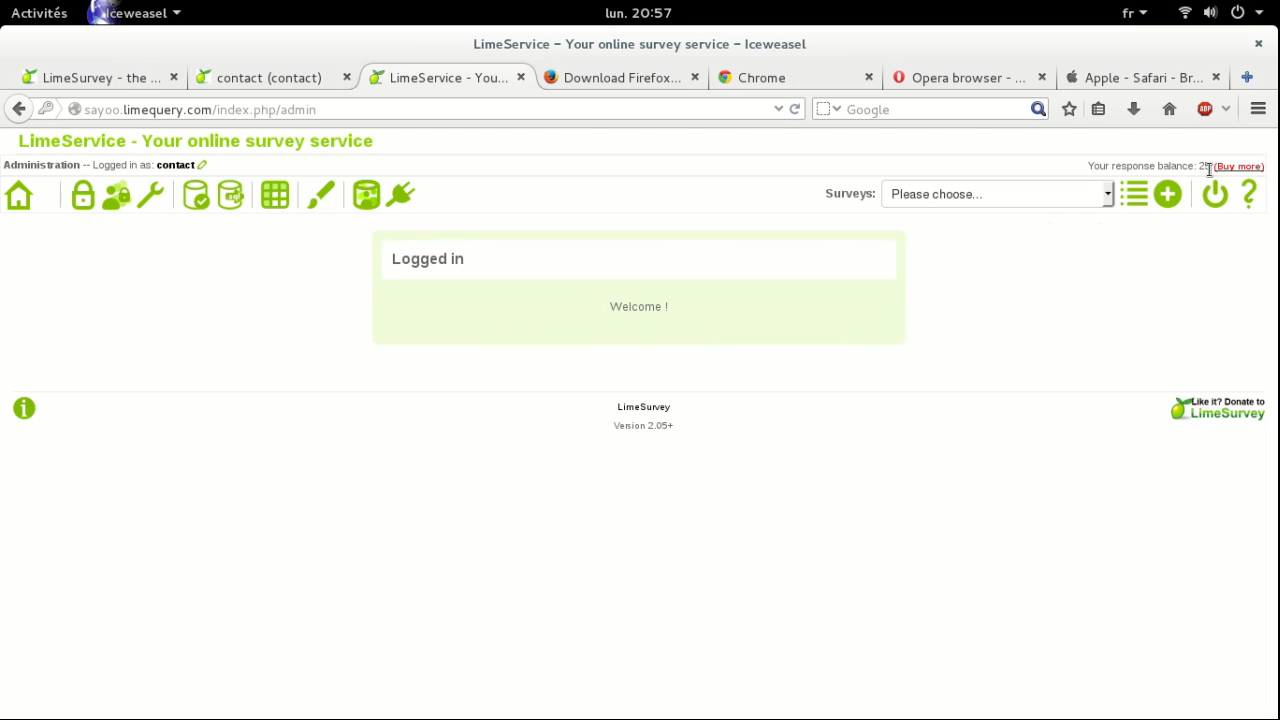 Activités Iceweasel lun. 20:57 fr
LimeService - Your online survey service - Iceweasel
LimeSurvey - the ... contact (contact) LimeService - You... Download Firefox... Chrome Opera browser - ... Apple - Safari - Br...
sayoo.limequery.com/index.php/admin Google ABP
LimeService - Your online survey service
Administration -- Logged in as: contact Your response balance: (Buy more)
Surveys: Please choose...
Logged in
Welcome !
LimeSurvey
Version 2.05+
Like it? Donate to
LimeSurvey